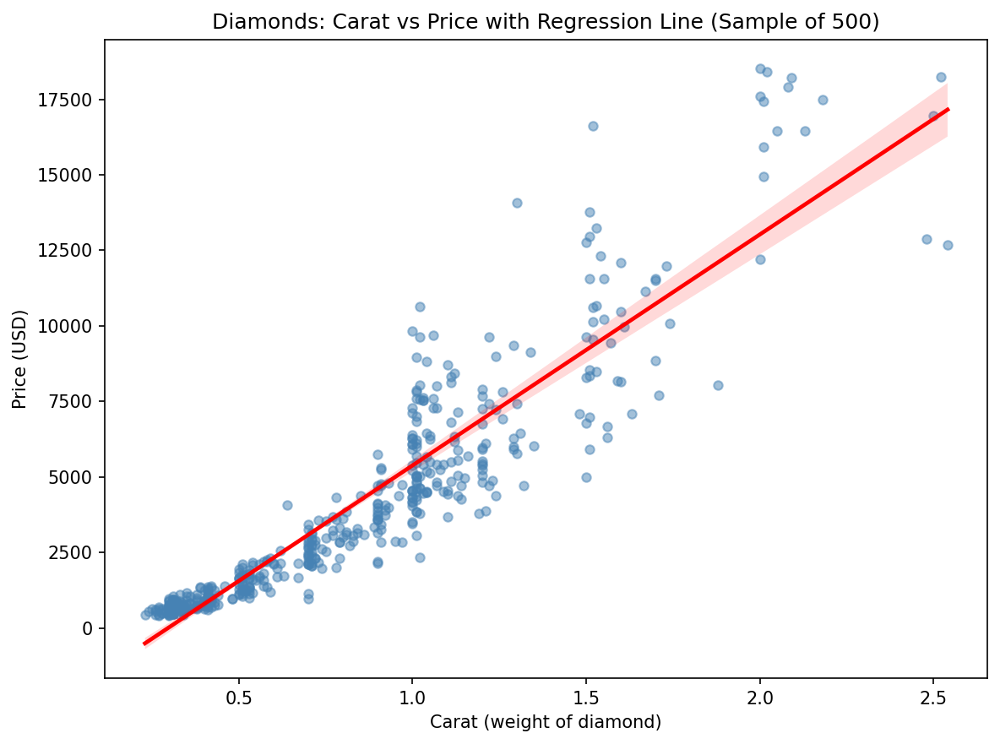 Diamonds: Carat vs Price with Regression Line (Sample of 500)
Price (USD)
17500
15000
12500
10000
7500
5000
2500
0
0.5 1.0 1.5 2.0 2.5
Carat (weight of diamond)